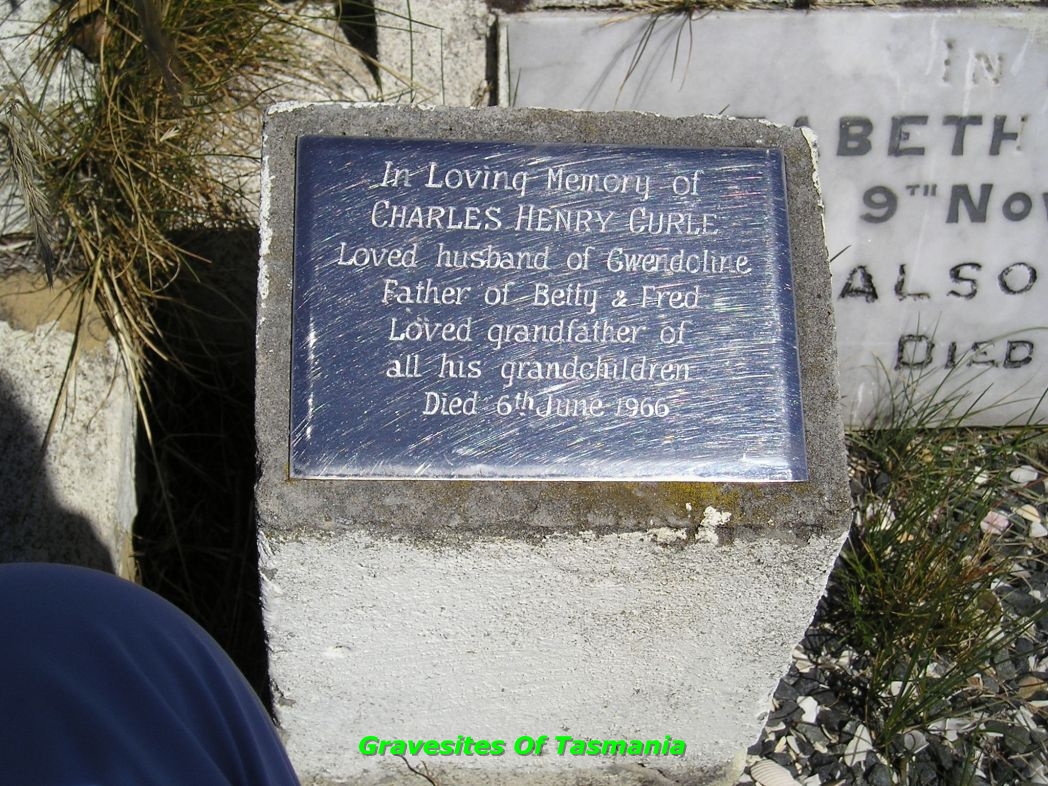 In Loving Memory of
CHARLES HENRY CURLE
Loved husband of Gwendoline
Father of Betty & Fred
Loved grandfather of
all his grandchildren
Died 6th June 1966
IN
9TH NOV
ALSO
DIED
Gravesites Of Tasmania